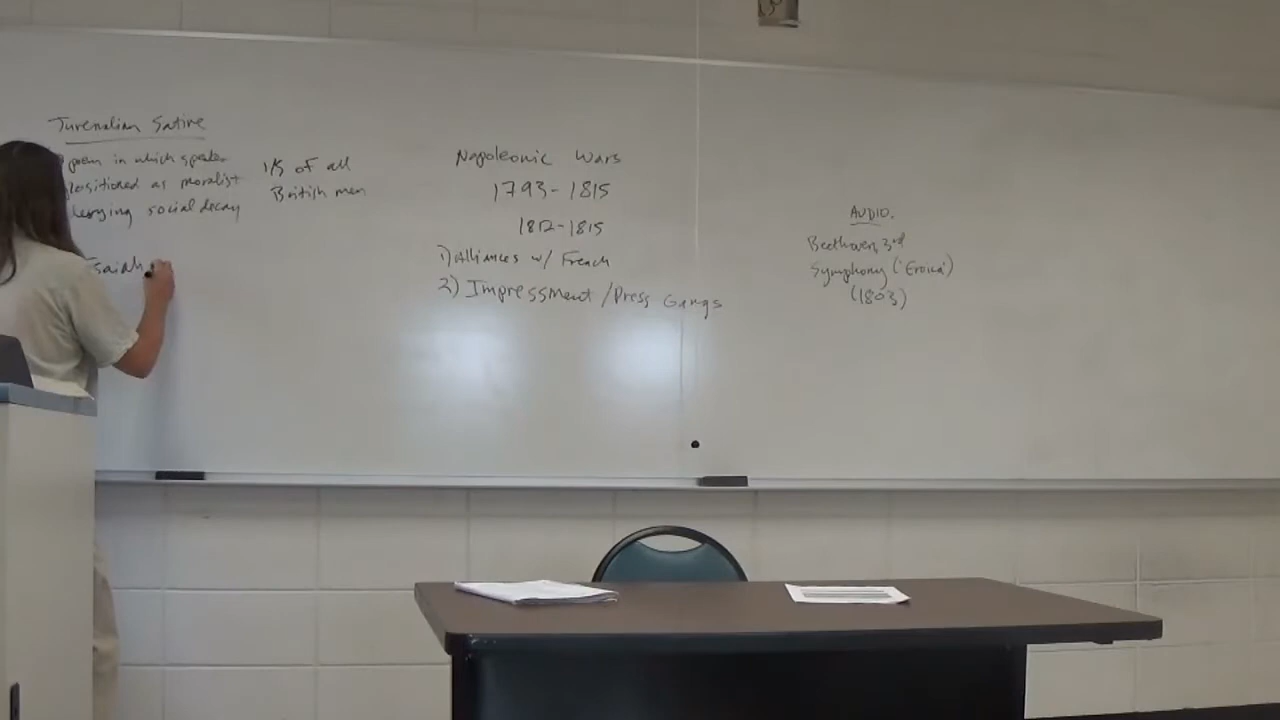 Juvenalian Satire
poem in which speaker
positioned as moralist
decrying social decay
Isaiah
1/5 of all
British men
Napoleonic Wars
1793-1815
1812-1815
1) Alliances w/ French
2) Impressment / Press Gangs
AUDIO.
Beethoven, 3rd
Symphony ('Eroica')
(1803)